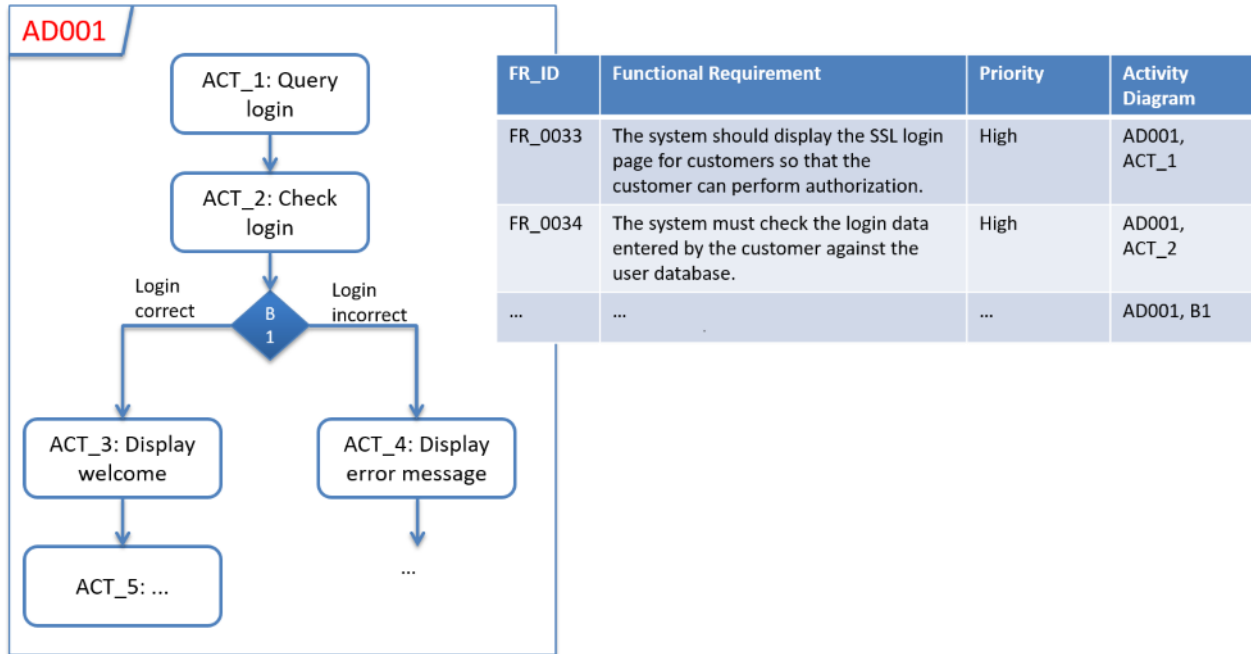 AD001
ACT_1: Query
login
ACT_2: Check
login
Login
correct
Login
incorrect
B
1
ACT_3: Display
welcome
ACT_4: Display
error message
ACT_5: ...
...
FR_ID Functional Requirement Priority Activity
Diagram
FR_0033 The system should display the SSL login High AD001,
page for customers so that the ACT_1
customer can perform authorization.
FR_0034 The system must check the login data High AD001,
entered by the customer against the ACT_2
user database.
... ... ... AD001, B1